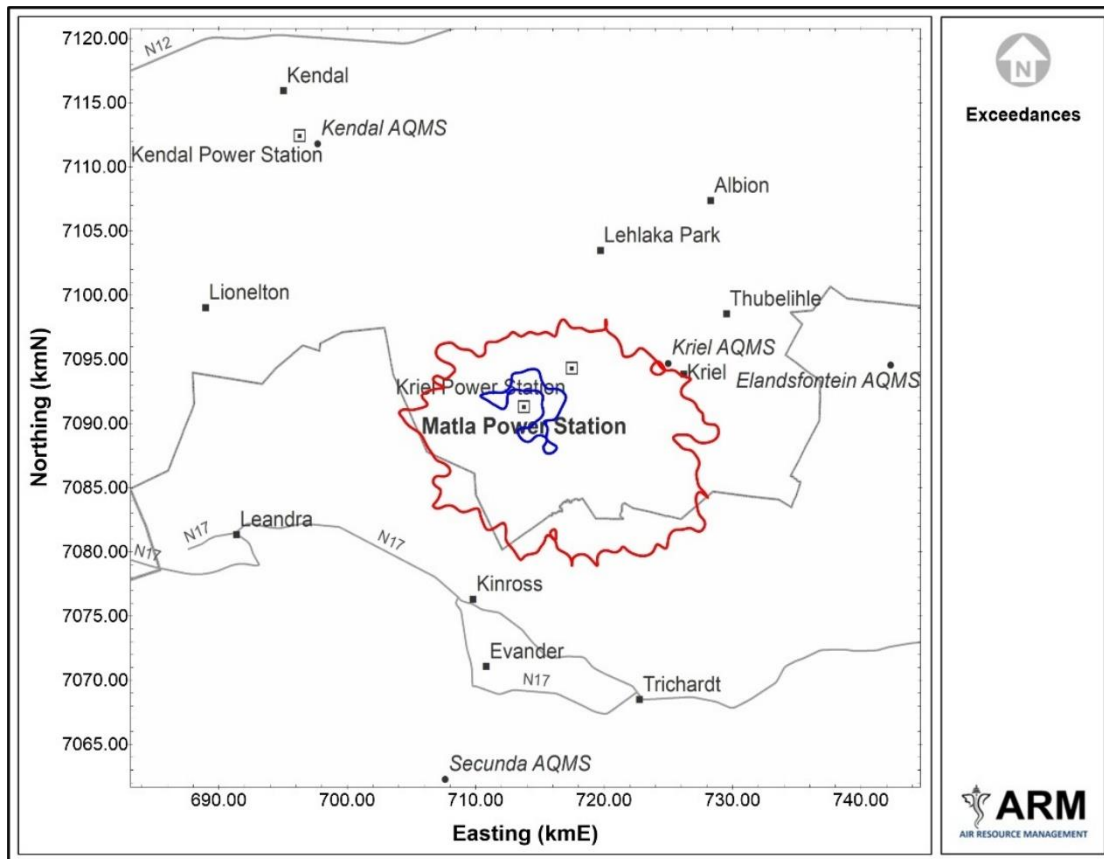 7120.00
N12
Kendal
7115.00
Kendal AQMS
Kendal Power Station
7110.00
Albion
7105.00
Lehlaka Park
7100.00
Lionelton
Thubelihle
7095.00
Kriel AQMS
Kriel
Elandsfontein AQMS
Kriel Power Station
7090.00
Matla Power Station
7085.00
Leandra
N17
7080.00
N17
N17
Kinross
7075.00
Evander
7070.00
N17
Trichardt
7065.00
Secunda AQMS
Northing (kmN)
690.00 700.00 710.00 720.00 730.00 740.00
Easting (kmE)
N
Exceedances
ARM
AIR RESOURCE MANAGEMENT